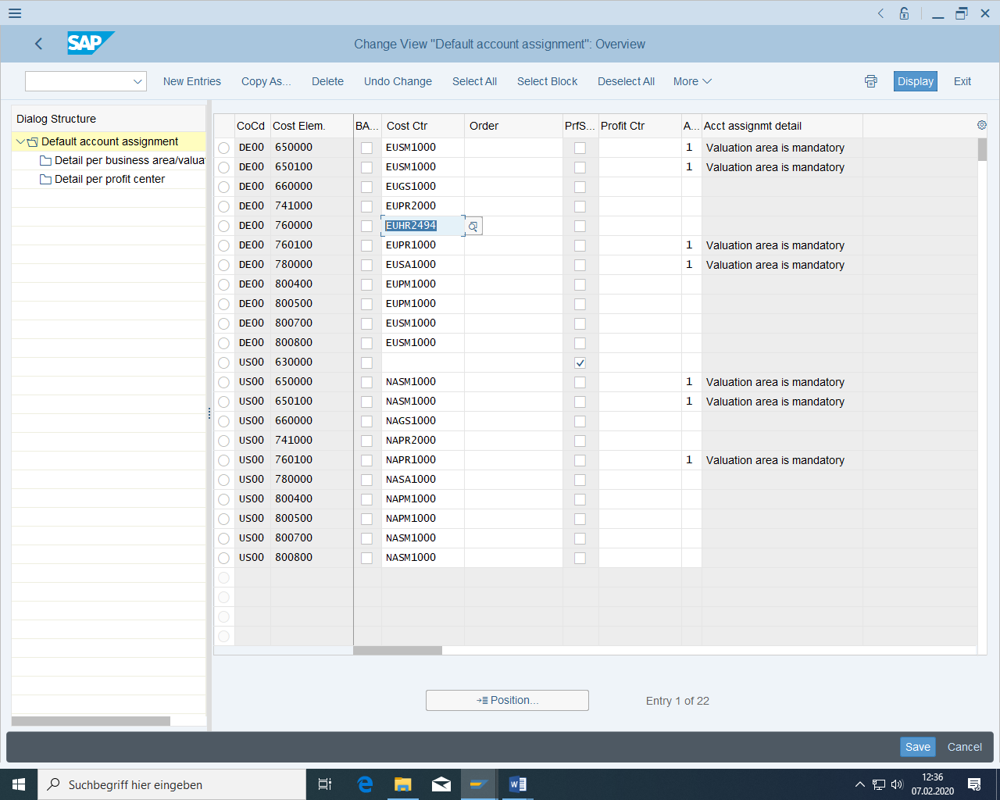 SAP
Change View "Default account assignment": Overview
New Entries Copy As... Delete Undo Change Select All Select Block Deselect All More Display Exit
Dialog Structure
Default account assignment
Detail per business area/valuat
Detail per profit center
CoCd Cost Elem. BA... Cost Ctr Order PrfS... Profit Ctr A... Acct assignmt detail
DE00 650000 EUSM1000 1 Valuation area is mandatory
DE00 650100 EUSM1000 1 Valuation area is mandatory
DE00 660000 EUGS1000
DE00 741000 EUPR2000
DE00 760000 EUHR2494
DE00 760100 EUPR1000 1 Valuation area is mandatory
DE00 780000 EUSA1000 1 Valuation area is mandatory
DE00 800400 EUPM1000
DE00 800500 EUPM1000
DE00 800700 EUSM1000
DE00 800800 EUSM1000
US00 630000
US00 650000 NASM1000 1 Valuation area is mandatory
US00 650100 NASM1000 1 Valuation area is mandatory
US00 660000 NAGS1000
US00 741000 NAPR2000
US00 760100 NAPR1000 1 Valuation area is mandatory
US00 780000 NASA1000
US00 800400 NAPM1000
US00 800500 NAPM1000
US00 800700 NASM1000
US00 800800 NASM1000
Position... Entry 1 of 22
Save Cancel
Suchbegriff hier eingeben
12:36
07.02.2020